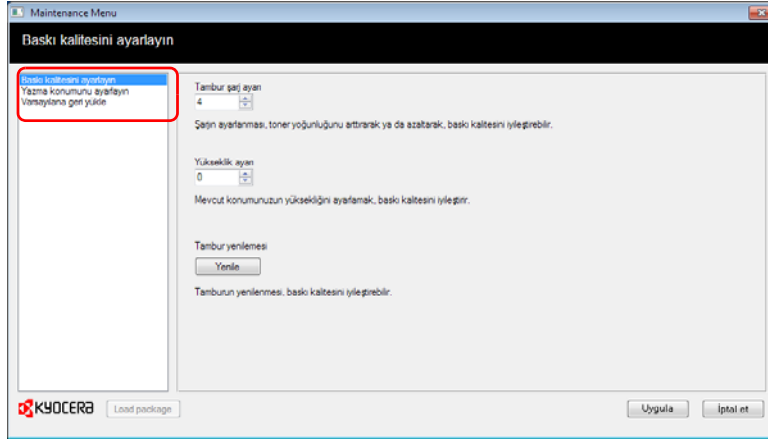 Maintenance Menu
Baskı kalitesini ayarlayın
Baskı kalitesini ayarlayın
Yazma konumunu ayarlayın
Varsayılana geri yükle
Tambur şarj ayarı
4
Şarjın ayarlanması, toner yoğunluğunu arttırarak ya da azaltarak, baskı kalitesini iyileştirebilir.
Yükseklik ayarı
0
Mevcut konumunuzun yüksekliğini ayarlamak, baskı kalitesini iyileştirir.
Tambur yenilemesi
Yenile
Tamburun yenilenmesi, baskı kalitesini iyileştirebilir.
KYOCERA Load package Uygula İptal et